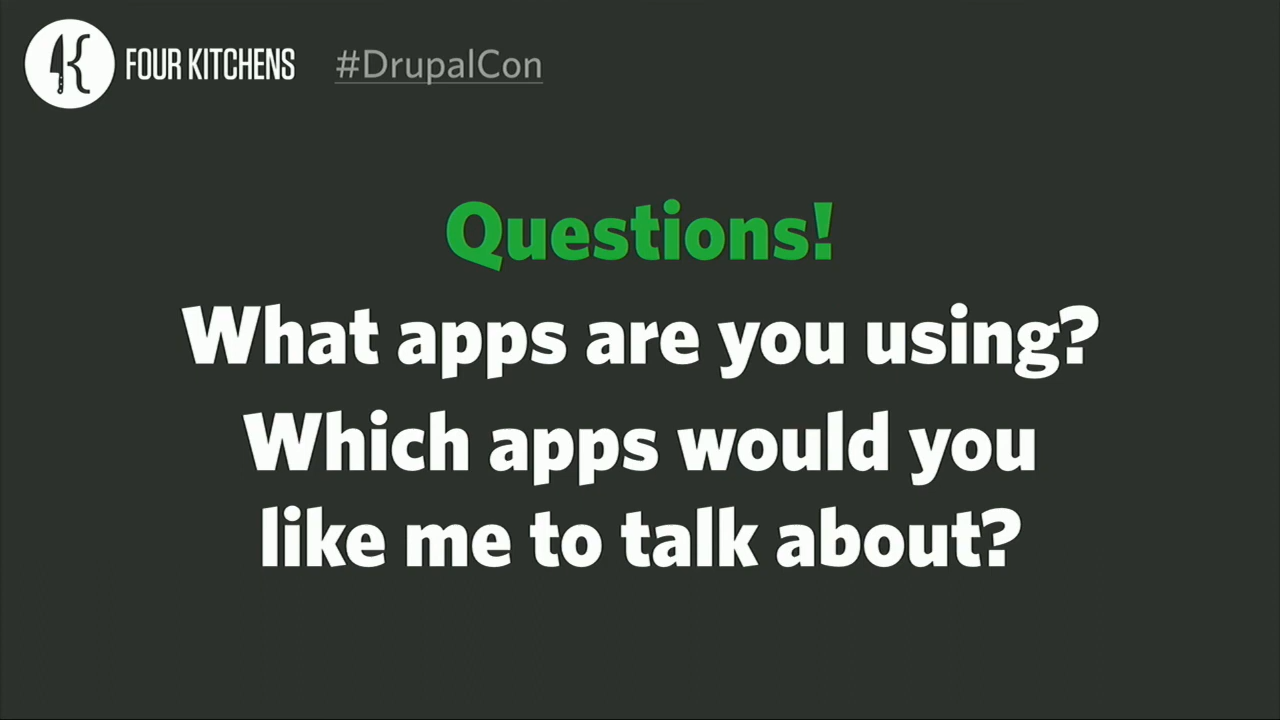 FOUR KITCHENS #DrupalCon
Questions!
What apps are you using?
Which apps would you
like me to talk about?